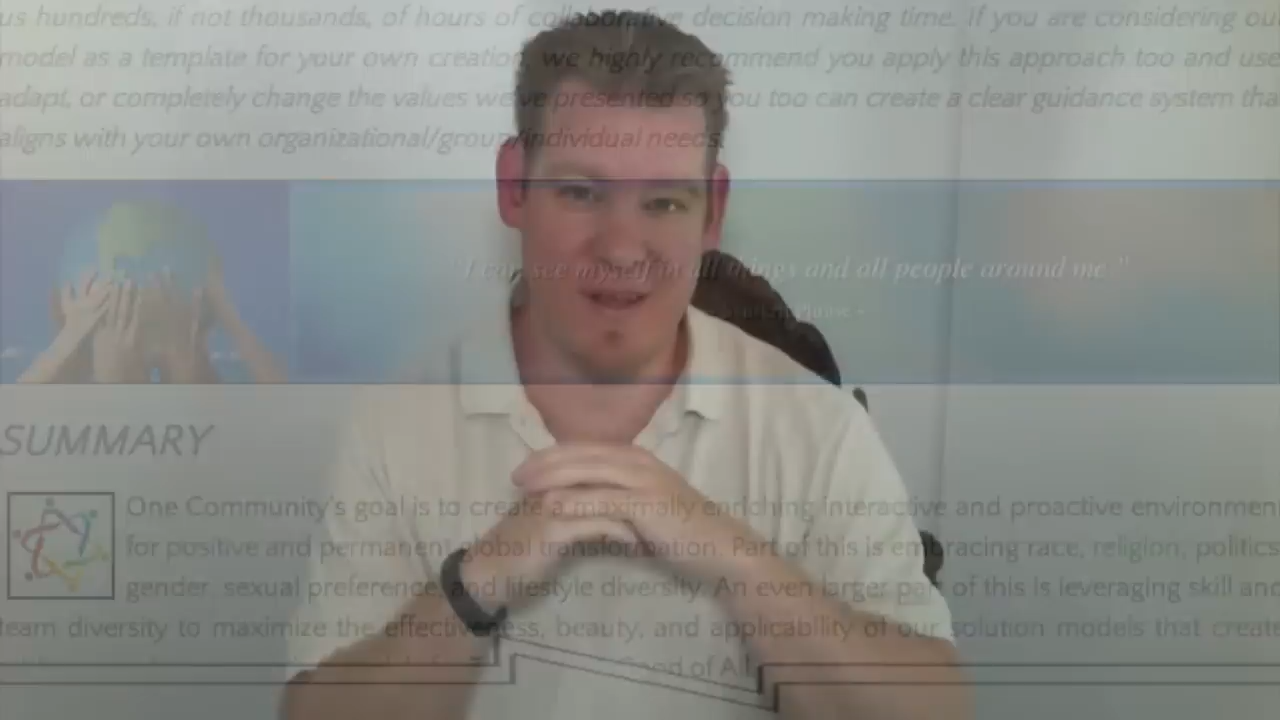 us hundreds, if not thousands, of hours of collaborative decision making time. If you are considering our
model as a template for your own creation, we highly recommend you apply this approach too and use
adapt, or completely change the values we've presented so you too can create a clear guidance system tha
aligns with your own organizational/group/individual needs.
"I can see myself in all things and all people around me."
SUMMARY
One Community's goal is to create a maximally enriching interactive and proactive environmen
for positive and permanent global transformation. Part of this is embracing race, religion, politics
gender, sexual preference, and lifestyle diversity. An even larger part of this is leveraging skill and
team diversity to maximize the effectiveness, beauty, and applicability of our solution models that create
Good of All